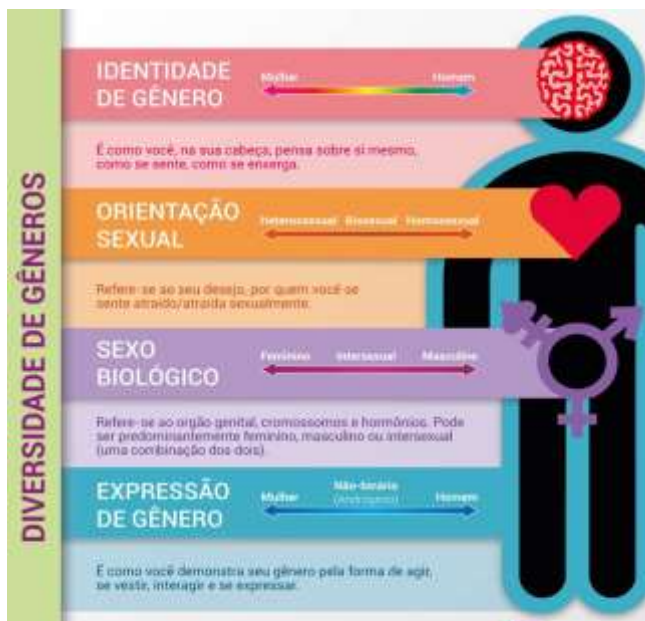 DIVERSIDADE DE GÊNEROS
IDENTIDADE
DE GÊNERO
Mulher Homem
É como você, na sua cabeça, pensa sobre si mesmo,
como se sente, como se enxerga.
ORIENTAÇÃO
SEXUAL
Heterossexual Bissexual Homossexual
Refere-se ao seu desejo, por quem você se
sente atraído/atraída sexualmente.
SEXO
BIOLÓGICO
Feminino Intersexual Masculino
Refere-se ao orgão genital, cromossomos e hormônios. Pode
ser predominantemente feminino, masculino ou intersexual
(uma combinação dos dois).
EXPRESSÃO
DE GÊNERO
Mulher Não-binário Homem
(Andrógeno)
É como você demonstra seu gênero pela forma de agir,
se vestir, interagir e se expressar.